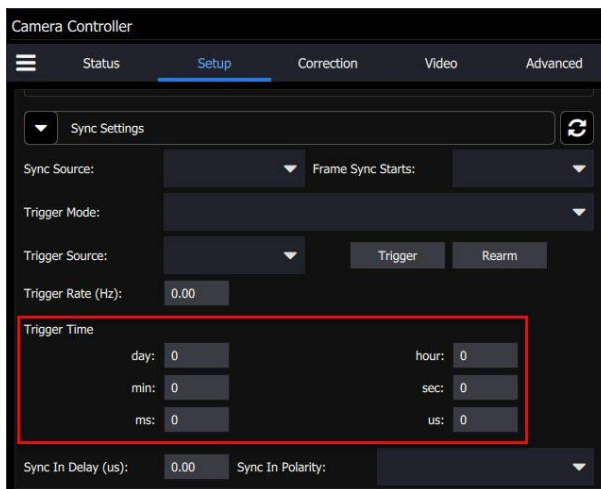 Camera Controller
Status Setup Correction Video Advanced
Sync Settings
Sync Source: Frame Sync Starts:
Trigger Mode:
Trigger Source: Trigger Rearm
Trigger Rate (Hz): 0.00
Trigger Time
day: 0 hour: 0
min: 0 sec: 0
ms: 0 us: 0
Sync In Delay (us): 0.00 Sync In Polarity: